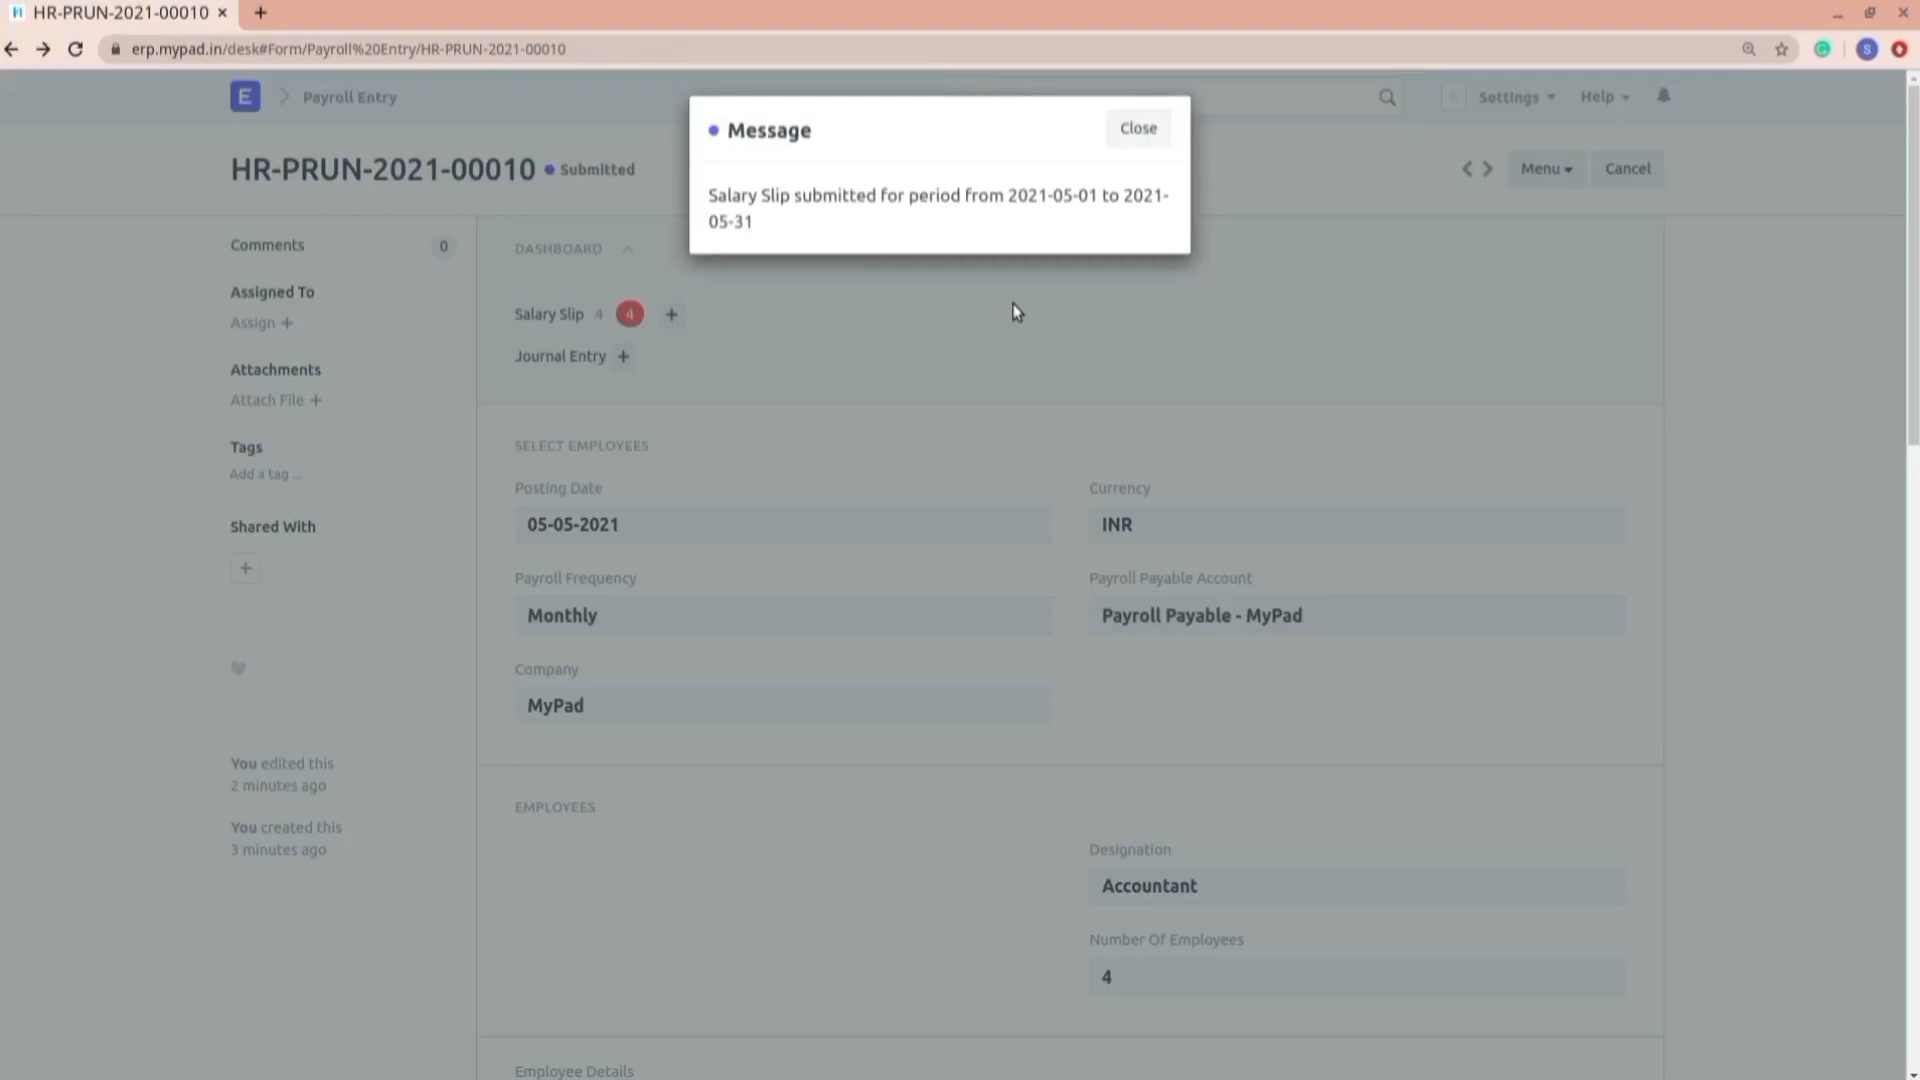 HR-PRUN-2021-00010
erp.mypad.in/desk#Form/Payroll%20Entry/HR-PRUN-2021-00010
S
E
Payroll Entry
S
Settings
Help
Message
Close
Salary Slip submitted for period from 2021-05-01 to 2021-
05-31
HR-PRUN-2021-00010
Submitted
Menu
Cancel
Comments
0
Assigned To
Assign +
Attachments
Attach File +
Tags
Add a tag ...
Shared With
+
You edited this
2 minutes ago
You created this
3 minutes ago
DASHBOARD
Salary Slip 4 4 +
Journal Entry +
SELECT EMPLOYEES
Posting Date
05-05-2021
Currency
INR
Payroll Frequency
Monthly
Payroll Payable Account
Payroll Payable - MyPad
Company
MyPad
EMPLOYEES
Designation
Accountant
Number Of Employees
4
Employee Details